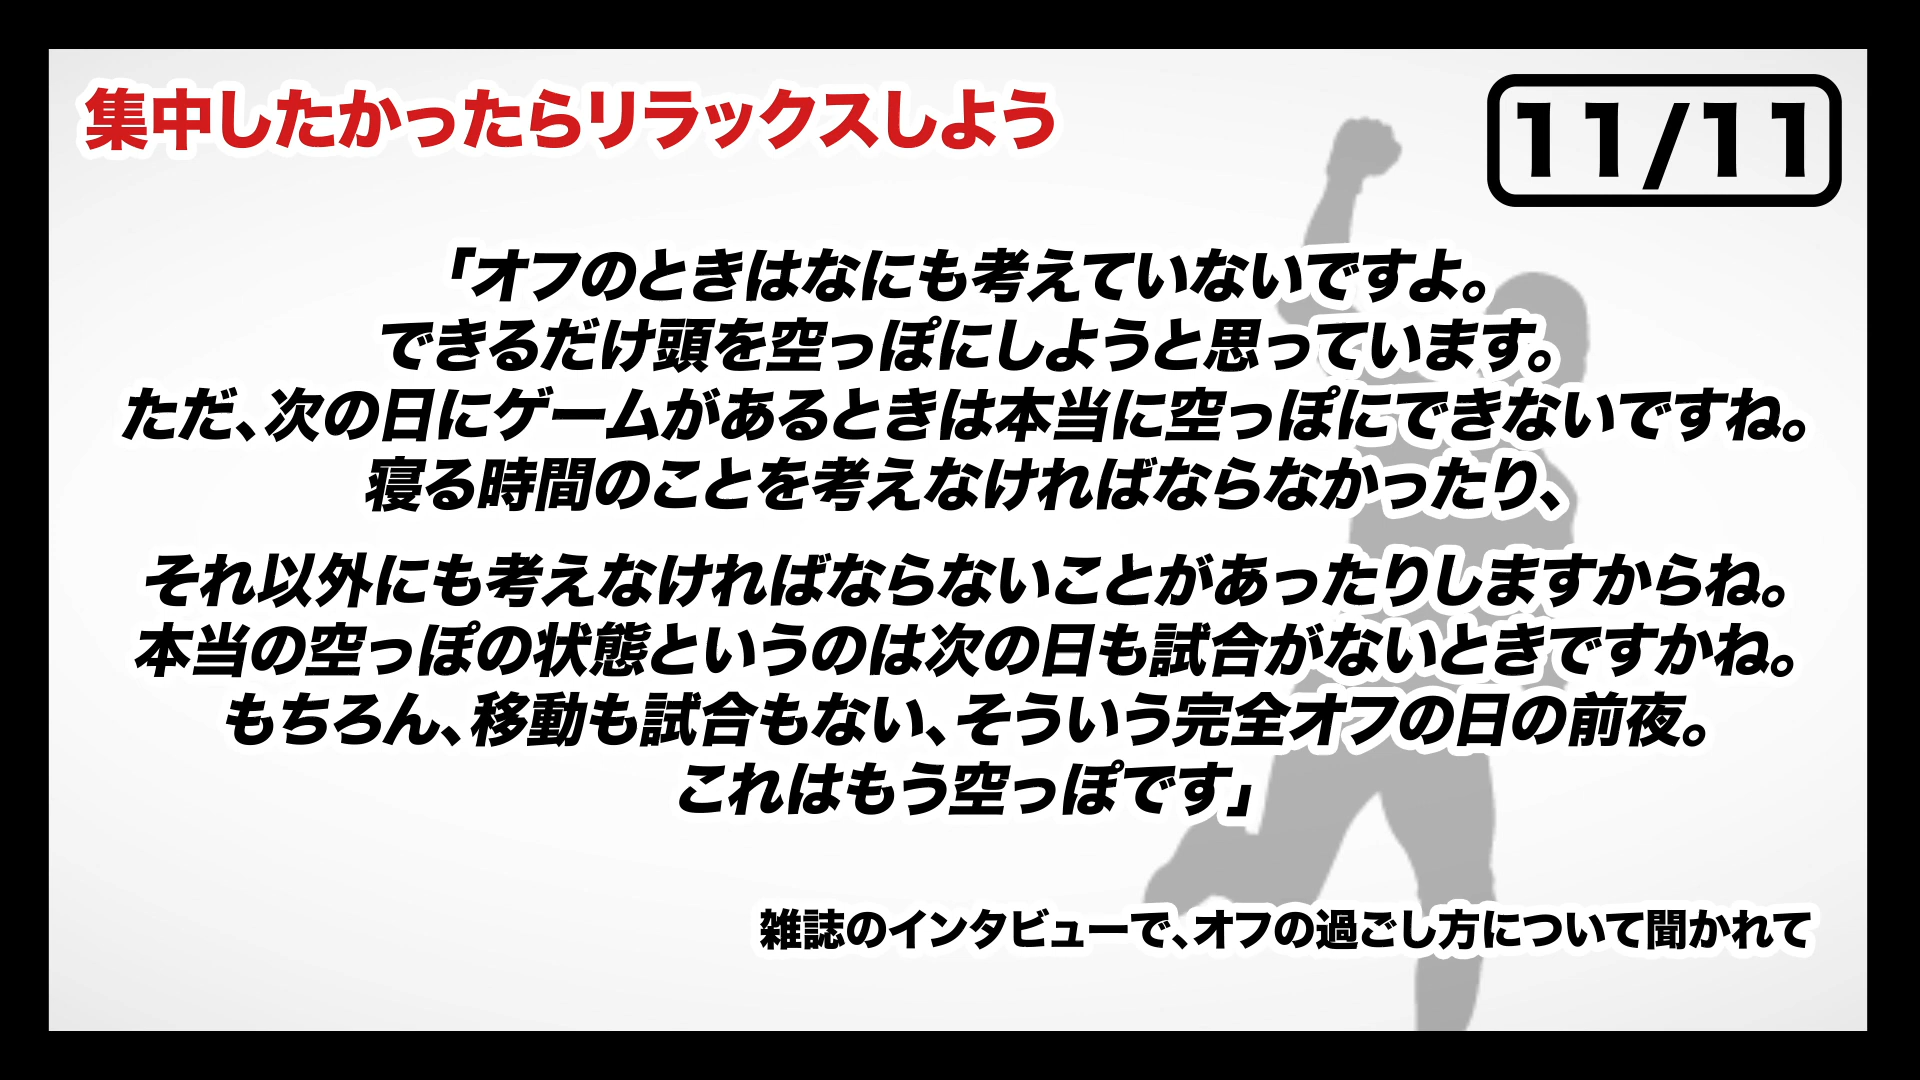 集中したかったらリラックスしよう
11/11
「オフのときはなにも考えていないですよ。
できるだけ頭を空っぽにしようと思っています。
ただ、次の日にゲームがあるときは本当に空っぽにできないですね。
寝る時間のことを考えなければならなかったり、
それ以外にも考えなければならないことがあったりしますからね。
本当の空っぽの状態というのは次の日も試合がないときですかね。
もちろん、移動も試合もない、そういう完全オフの日の前夜。
これはもう空っぽです」
雑誌のインタビューで、オフの過ごし方について聞かれて